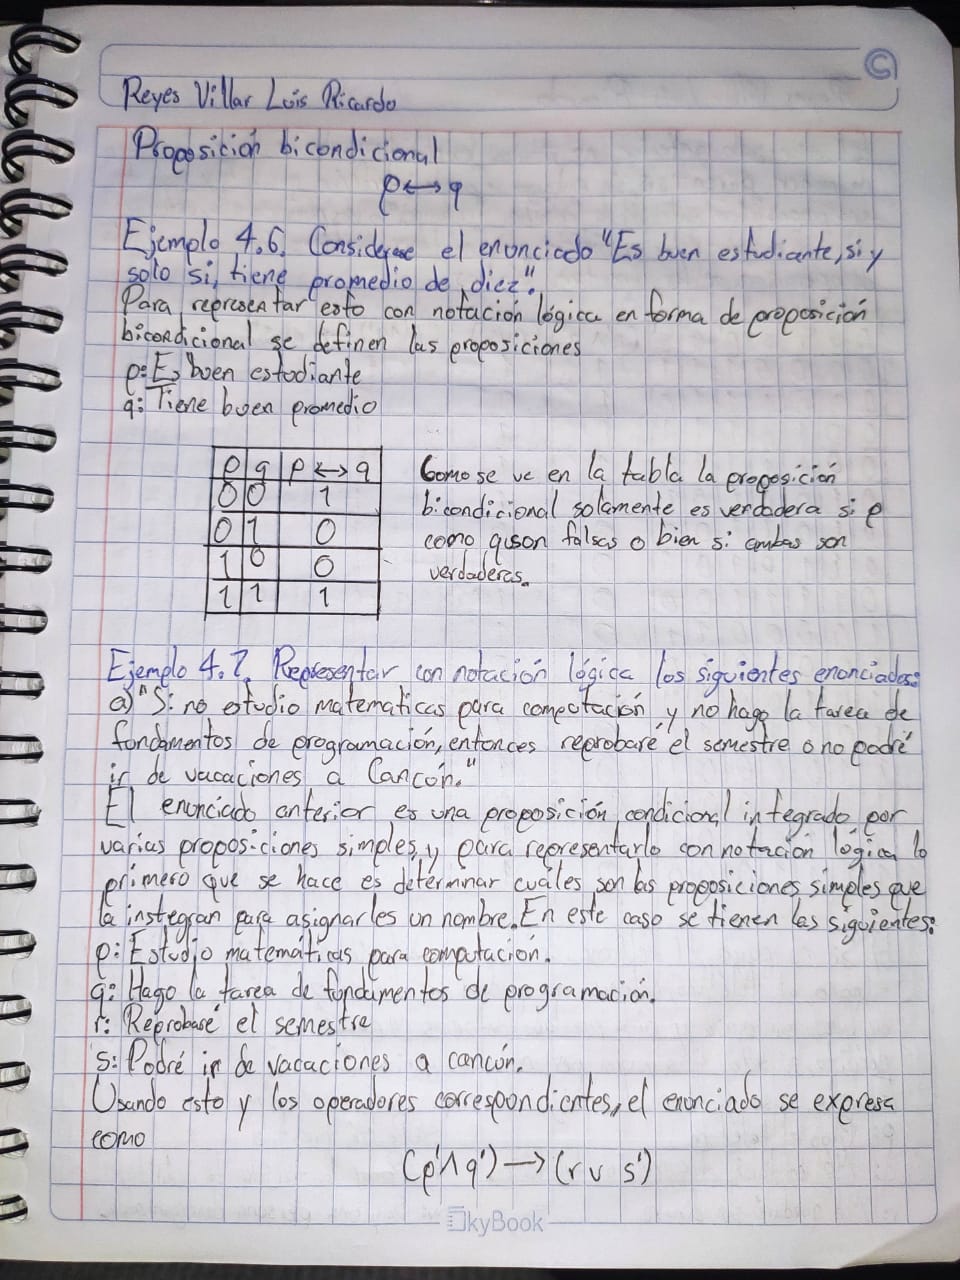 Reyes Villar Luis Ricardo
Proposición bicondicional
p ⟷ q
Ejemplo 4.6. Considerese el enunciado "Es buen estudiante, si y
solo si, tiene promedio de diez".
Para representar esto con notación lógica en forma de proposición
bicondicional se definen las proposiciones
p: Es buen estudiante
q: Tiene buen promedio
p q p ⟷ q
0 0 1
0 1 0
1 0 0
1 1 1
Como se ve en la tabla la proposición
bicondicional solamente es verdadera si p
como q son falsas o bien si ambas son
verdaderas.
Ejemplo 4.7. Representar con notación lógica los siguientes enunciados:
a) "Si no estudio matematicas para computación y no hago la tarea de
fundamentos de programación, entonces reprobaré el semestre o no podré
ir de vacaciones a Cancún."
El enunciado anterior es una proposición condicional integrado por
varias proposiciones simples, y para representarlo con notación lógica lo
primero que se hace es determinar cuáles son las proposiciones simples que
la instegran para asignarles un nombre. En este caso se tienen las siguientes:
p: Estudio matemáticas para computación.
q: Hago la tarea de fundamentos de programación.
r: Reprobaré el semestre
s: Podré ir de vacaciones a cancún.
Usando esto y los operadores correspondientes, el enunciado se expresa
como
(p' ∧ q') ⟶ (r ∨ s')
SkyBook